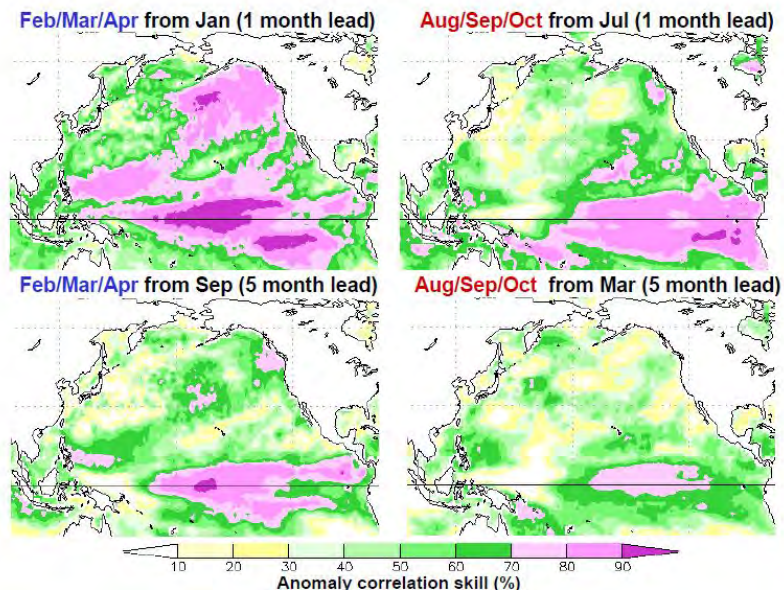 Feb/Mar/Apr from Jan (1 month lead)
Aug/Sep/Oct from Jul (1 month lead)
Feb/Mar/Apr from Sep (5 month lead)
Aug/Sep/Oct from Mar (5 month lead)
10 20 30 40 50 60 70 80 90
Anomaly correlation skill (%)